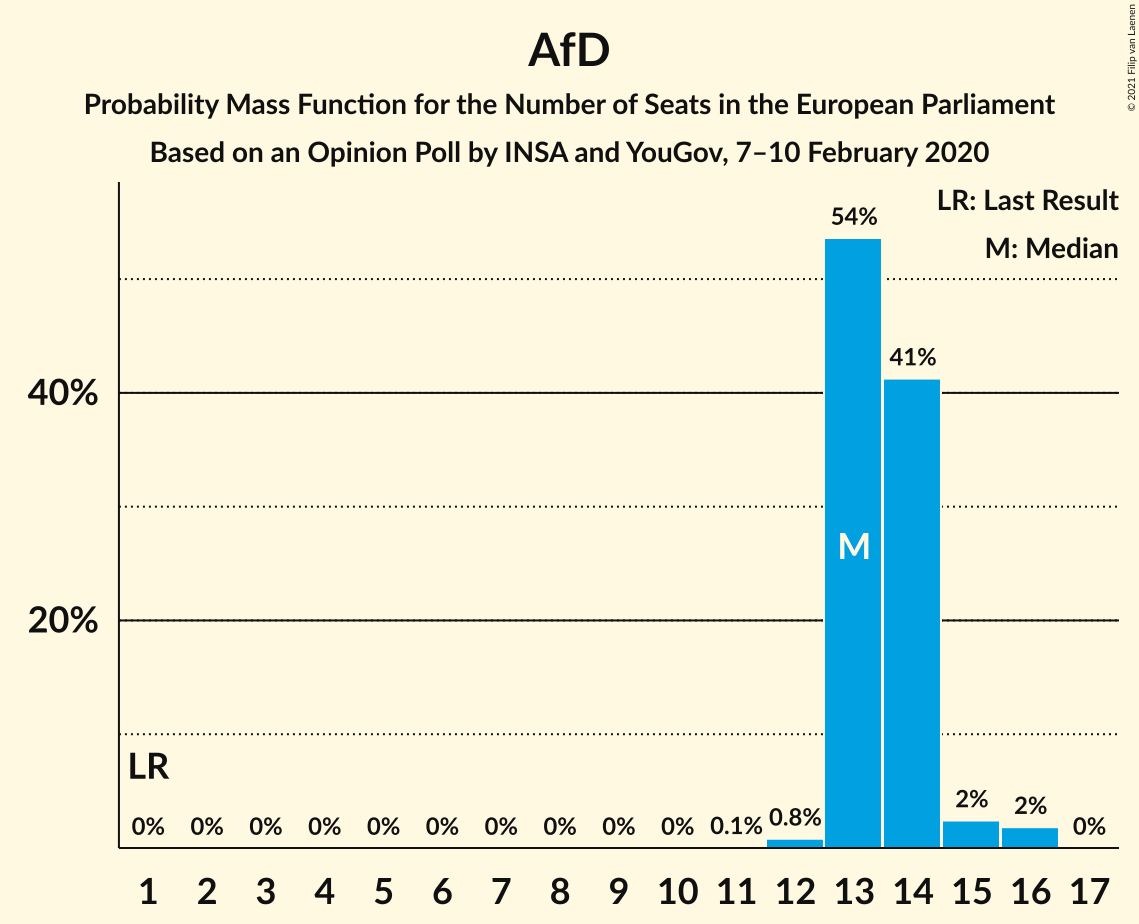 AfD
Probability Mass Function for the Number of Seats in the European Parliament
Based on an Opinion Poll by INSA and YouGov, 7–10 February 2020
© 2021 Filip van Laenen
LR: Last Result
M: Median
54%
41%
40%
M
20%
LR
0% 0% 0% 0% 0% 0% 0% 0% 0% 0% 0.1% 0.8% 2% 2% 0%
1 2 3 4 5 6 7 8 9 10 11 12 13 14 15 16 17